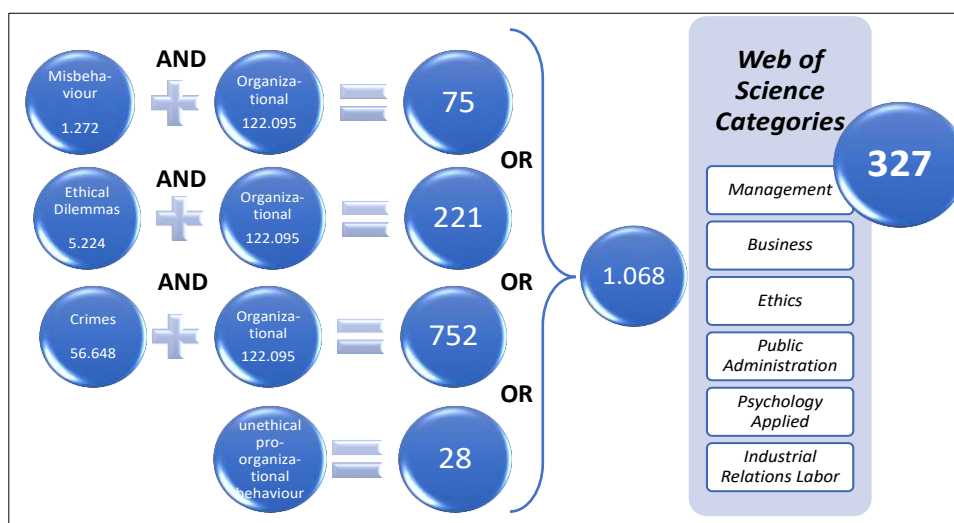 AND
Misbeha-
viour
1.272
Organiza-
tional
122.095
75
OR
AND
Ethical
Dilemmas
5.224
Organiza-
tional
122.095
221
OR
AND
Crimes
56.648
Organiza-
tional
122.095
752
OR
unethical
pro-
organiza-
tional
behaviour
28
1.068
Web of
Science
Categories
327
Management
Business
Ethics
Public
Administration
Psychology
Applied
Industrial
Relations Labor